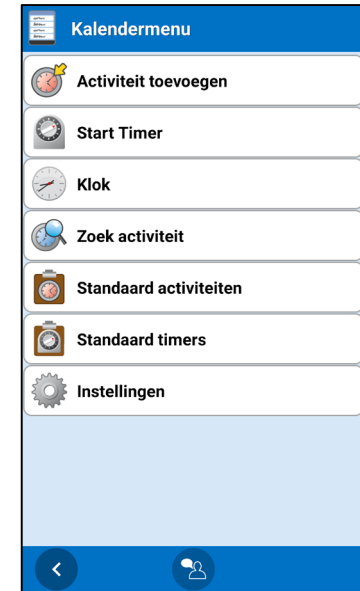 Kalendermenu
Activiteit toevoegen
Start Timer
Klok
Zoek activiteit
Standaard activiteiten
Standaard timers
Instellingen